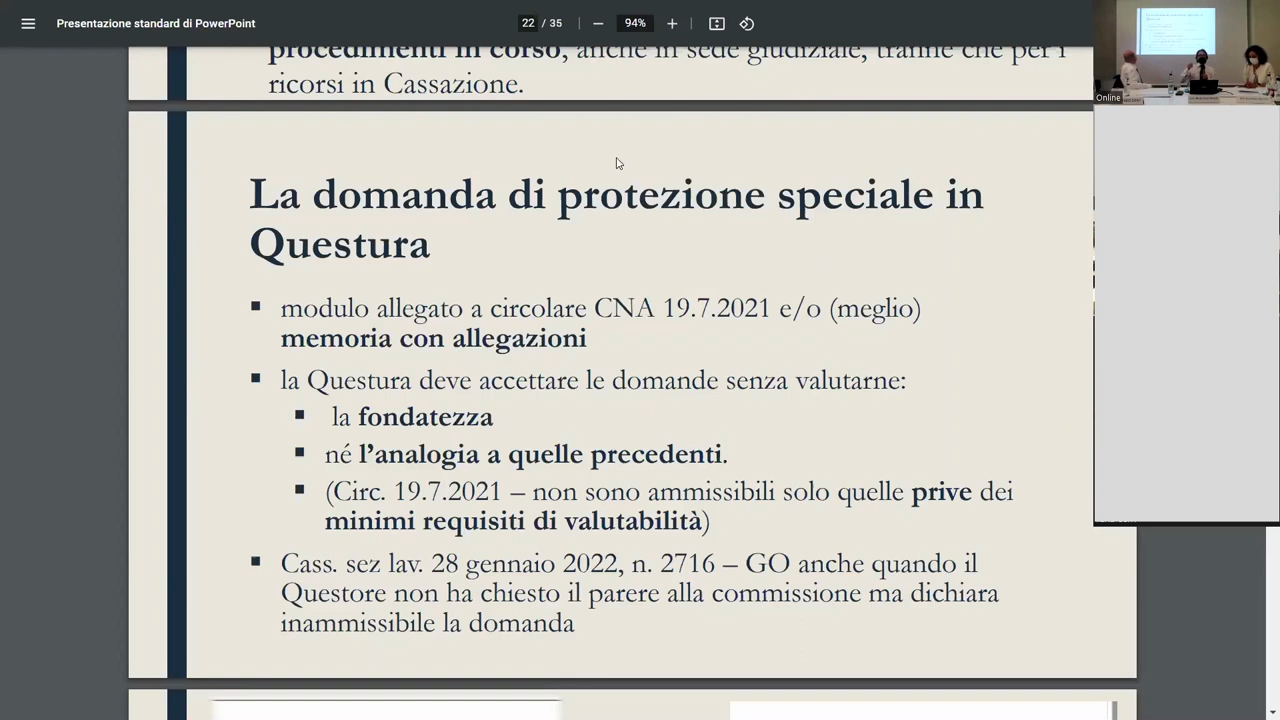 Presentazione standard di PowerPoint
22 / 35
94%
procedimenti in corso, anche in sede giudiziale, tranne che per i
ricorsi in Cassazione.
La domanda di protezione speciale in
Questura
modulo allegato a circolare CNA 19.7.2021 e/o (meglio)
memoria con allegazioni
la Questura deve accettare le domande senza valutarne:
la fondatezza
né l’analogia a quelle precedenti.
(Circ. 19.7.2021 – non sono ammissibili solo quelle prive dei
minimi requisiti di valutabilità)
Cass. sez lav. 28 gennaio 2022, n. 2716 – GO anche quando il
Questore non ha chiesto il parere alla commissione ma dichiara
inammissibile la domanda
Online